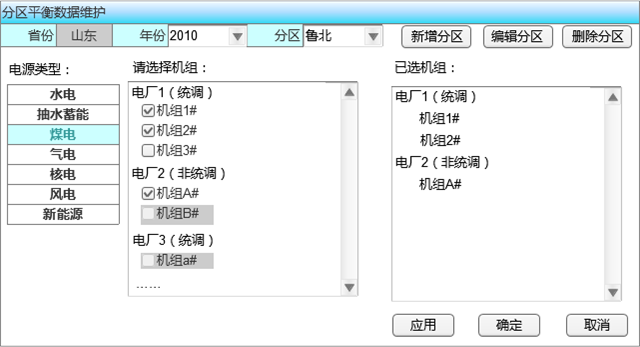 分区平衡数据维护
省份 山东 年份 2010 分区 鲁北 新增分区 编辑分区 删除分区
电源类型：
水电
抽水蓄能
煤电
气电
核电
风电
新能源
请选择机组：
电厂1（统调）
机组1#
机组2#
机组3#
电厂2（非统调）
机组A#
机组B#
电厂3（统调）
机组a#
……
已选机组：
电厂1（统调）
机组1#
机组2#
电厂2（非统调）
机组A#
应用 确定 取消